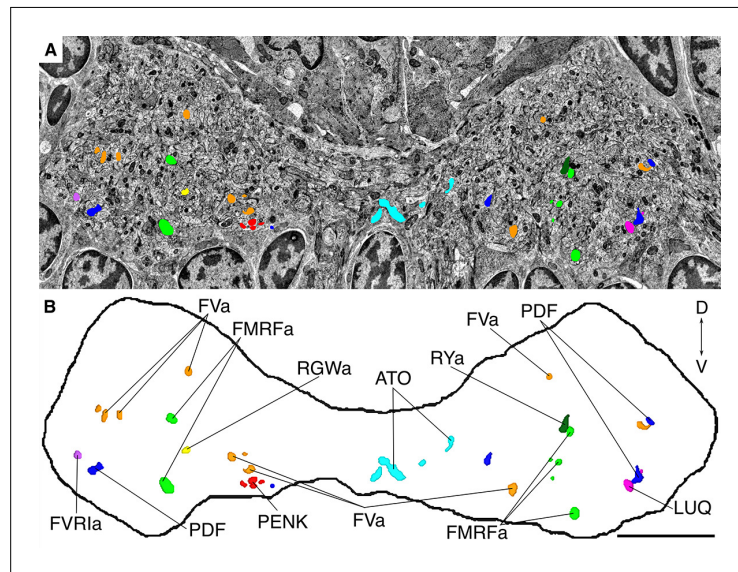 A
B
FVa
FMRFa
RGWa
ATO
FVa
PDF
RYa
D
V
FVRIa
PDF
PENK
FVa
FMRFa
LUQ